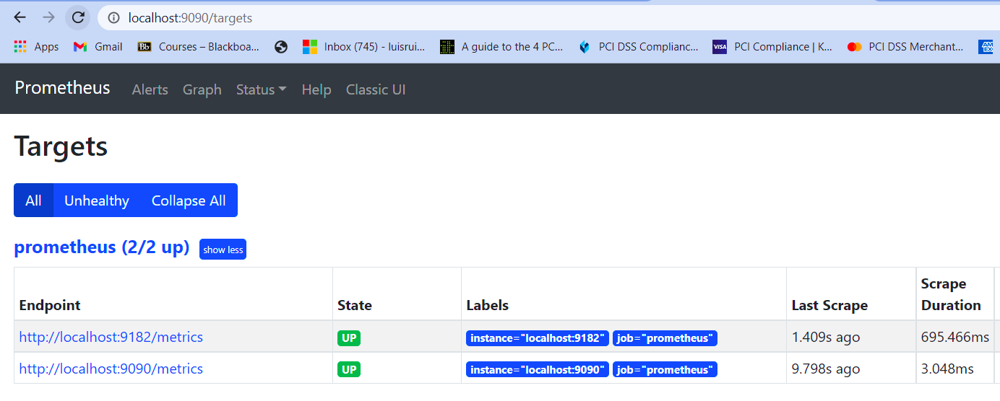 localhost:9090/targets
Apps Gmail Bb Courses – Blackboa... Inbox (745) - luisrui... A guide to the 4 PC... PCI DSS Complianc... VISA PCI Compliance | K... PCI DSS Merchant... AM EX
Prometheus Alerts Graph Status Help Classic UI
Targets
All Unhealthy Collapse All
prometheus (2/2 up) show less
Endpoint State Labels Last Scrape Scrape Duration
http://localhost:9182/metrics UP instance="localhost:9182" job="prometheus" 1.409s ago 695.466ms
http://localhost:9090/metrics UP instance="localhost:9090" job="prometheus" 9.798s ago 3.048ms